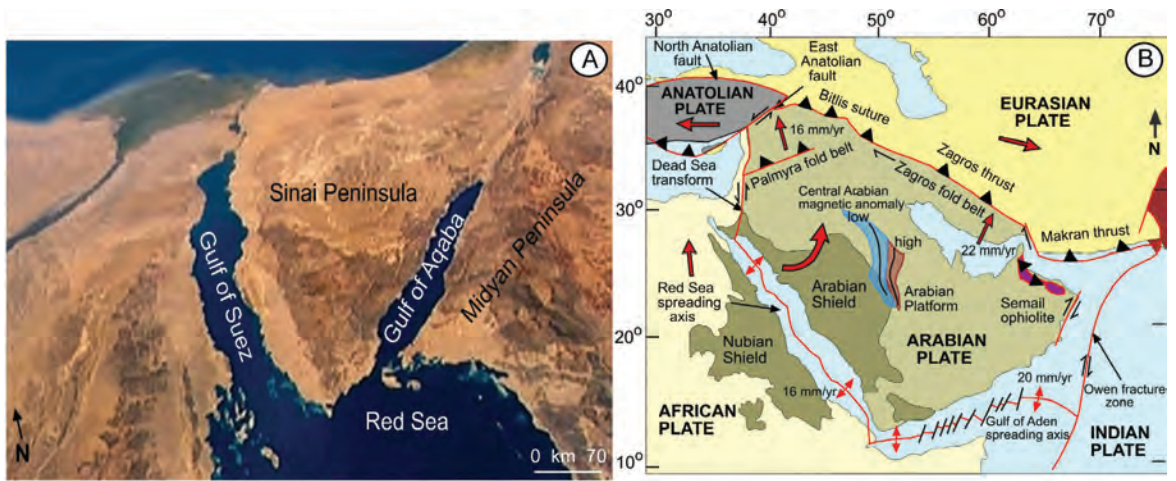 A
Sinai Peninsula
Gulf of Suez
Gulf of Aqaba
Midyan Peninsula
Red Sea
N
0 km 70
30° 40° 50° 60° 70°
B
North Anatolian
fault
East
Anatolian
fault
40°
ANATOLIAN
PLATE
Bitlis suture
EURASIAN
PLATE
N
16 mm/yr
Dead Sea
transform
Palmyra fold belt
Zagros thrust
Zagros fold belt
Central Arabian
magnetic anomaly
low
high
30°
22 mm/yr
Makran thrust
Red Sea
spreading
axis
Arabian
Shield
Arabian
Platform
Semail
ophiolite
20°
Nubian
Shield
ARABIAN
PLATE
16 mm/yr
20 mm/yr
Owen fracture
zone
AFRICAN
PLATE
Gulf of Aden
spreading axis
INDIAN
PLATE
10°